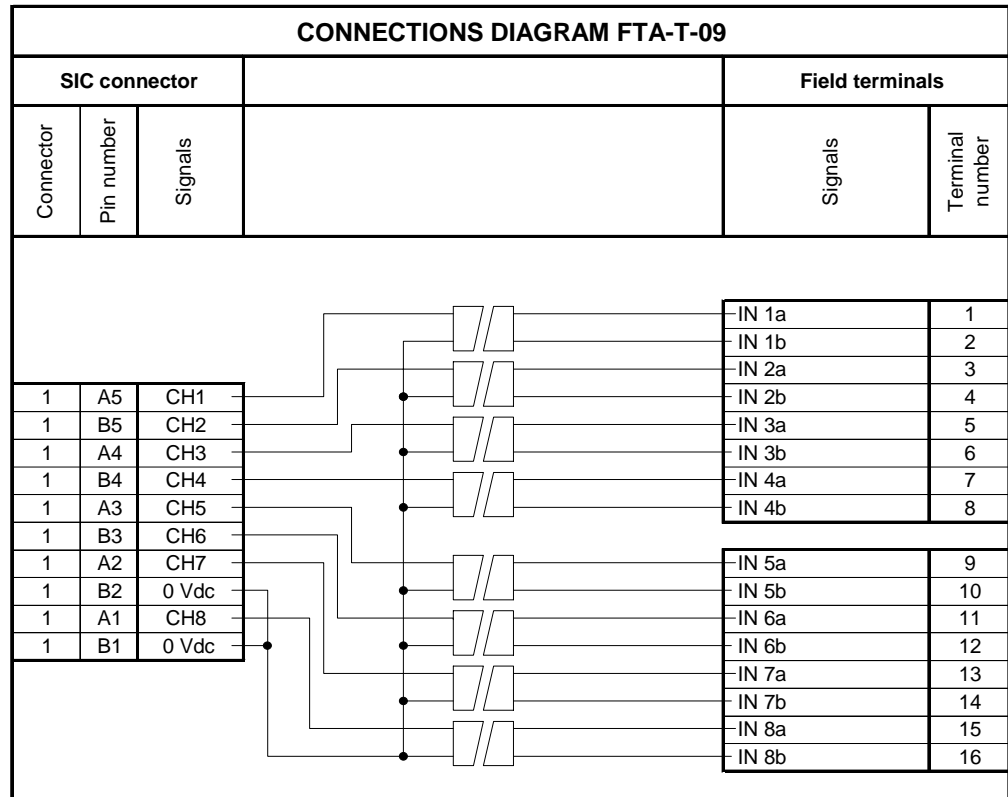 CONNECTIONS DIAGRAM FTA-T-09
SIC connector Field terminals
Connector Pin number Signals Signals Terminal number
IN 1a 1
IN 1b 2
IN 2a 3
1 A5 CH1 IN 2b 4
1 B5 CH2 IN 3a 5
1 A4 CH3 IN 3b 6
1 B4 CH4 IN 4a 7
1 A3 CH5 IN 4b 8
1 B3 CH6
1 A2 CH7 IN 5a 9
1 B2 0 Vdc IN 5b 10
1 A1 CH8 IN 6a 11
1 B1 0 Vdc IN 6b 12
IN 7a 13
IN 7b 14
IN 8a 15
IN 8b 16